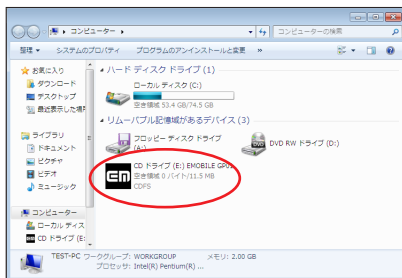 コンピューター
コンピューターの検索
整理 システムのプロパティ プログラムのアンインストールと変更 »
お気に入り
ダウンロード
デスクトップ
最近表示した場所
ライブラリ
ドキュメント
ピクチャ
ビデオ
ミュージック
コンピューター
ローカル ディス
CD ドライブ (E:
ハード ディスク ドライブ (1)
ローカル ディスク (C:)
空き領域 53.4 GB/74.5 GB
リムーバブル記憶域があるデバイス (3)
フロッピー ディスク ドライブ
(A:)
DVD RW ドライブ (D:)
CD ドライブ (E:) EMOBILE GP01
空き領域 0 バイト/11.5 MB
CDFS
TEST-PC ワークグループ: WORKGROUP メモリ: 2.00 GB
プロセッサ: Intel(R) Pentium(R) ...